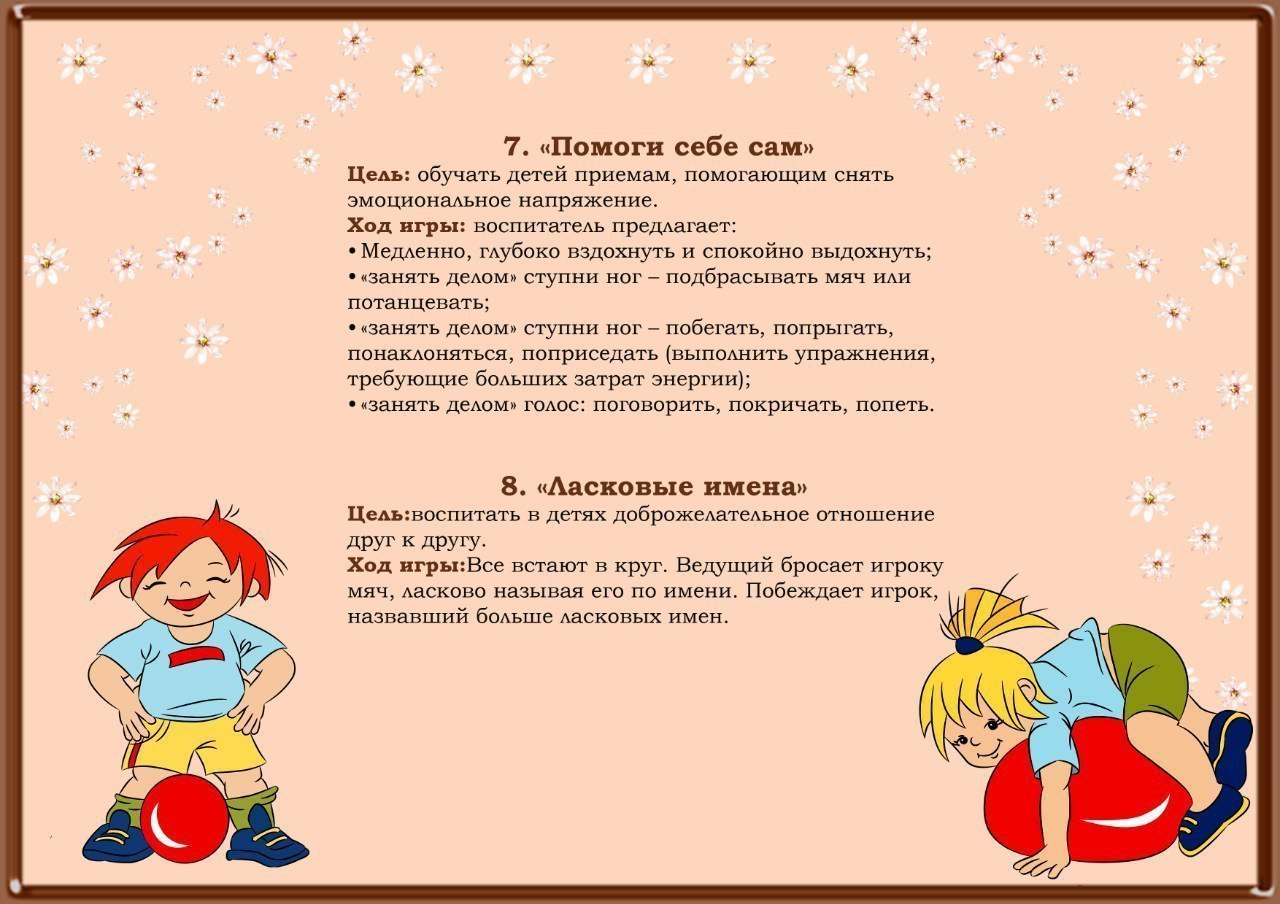 7. «Помоги себе сам»
Цель: обучать детей приемам, помогающим снять
эмоциональное напряжение.
Ход игры: воспитатель предлагает:
•Медленно, глубоко вздохнуть и спокойно выдохнуть;
•«занять делом» ступни ног – подбрасывать мяч или
потанцевать;
•«занять делом» ступни ног – побегать, попрыгать,
понаклоняться, поприседать (выполнить упражнения,
требующие больших затрат энергии);
•«занять делом» голос: поговорить, покричать, попеть.
8. «Ласковые имена»
Цель:воспитать в детях доброжелательное отношение
друг к другу.
Ход игры:Все встают в круг. Ведущий бросает игроку
мяч, ласково называя его по имени. Побеждает игрок,
назвавший больше ласковых имен.